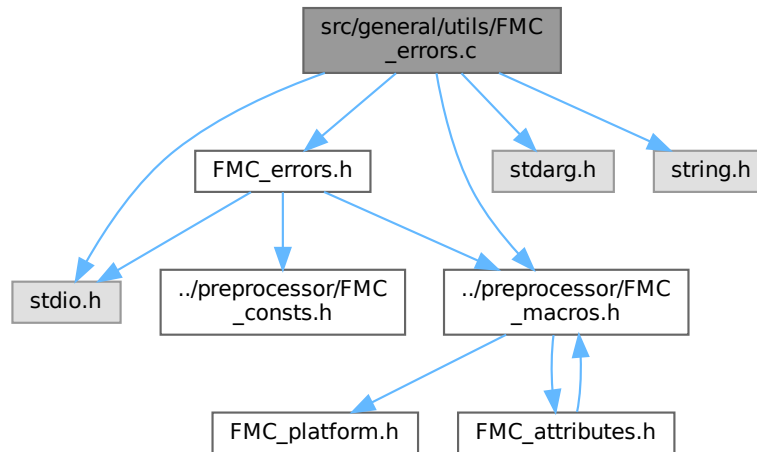 src/general/utils/FMC
_errors.c
FMC_errors.h
stdarg.h
string.h
stdio.h
../preprocessor/FMC
_consts.h
../preprocessor/FMC
_macros.h
FMC_platform.h
FMC_attributes.h